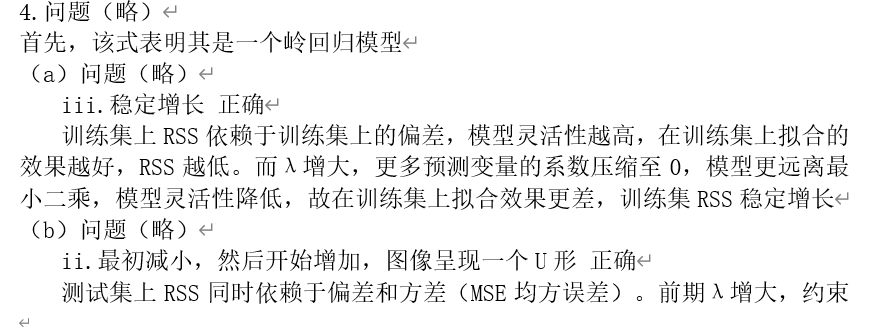 4.问题（略）
首先，该式表明其是一个岭回归模型
（a）问题（略）
iii.稳定增长 正确
训练集上 RSS 依赖于训练集上的偏差，模型灵活性越高，在训练集上拟合的
效果越好，RSS 越低。而 λ 增大，更多预测变量的系数压缩至 0，模型更远离最
小二乘，模型灵活性降低，故在训练集上拟合效果更差，训练集 RSS 稳定增长
（b）问题（略）
ii.最初减小，然后开始增加，图像呈现一个 U 形 正确
测试集上 RSS 同时依赖于偏差和方差（MSE 均方误差）。前期 λ 增大，约束